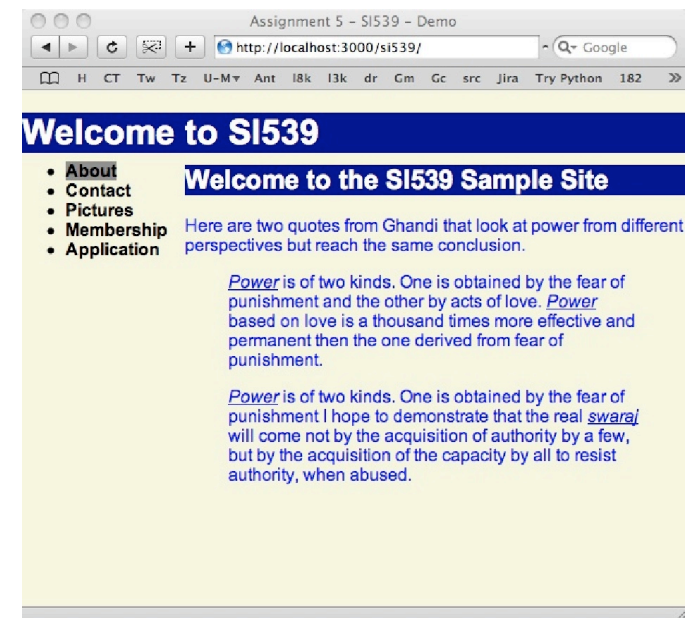 Assignment 5 – SI539 – Demo
http://localhost:3000/si539/
Google
H CT Tw Tz U-M▾ Ant I8k I3k dr Gm Gc src Jira Try Python 182 »
Welcome to SI539
• About
• Contact
• Pictures
• Membership
• Application
Welcome to the SI539 Sample Site
Here are two quotes from Ghandi that look at power from different
perspectives but reach the same conclusion.
Power is of two kinds. One is obtained by the fear of
punishment and the other by acts of love. Power
based on love is a thousand times more effective and
permanent then the one derived from fear of
punishment.
Power is of two kinds. One is obtained by the fear of
punishment I hope to demonstrate that the real swaraj
will come not by the acquisition of authority by a few,
but by the acquisition of the capacity by all to resist
authority, when abused.